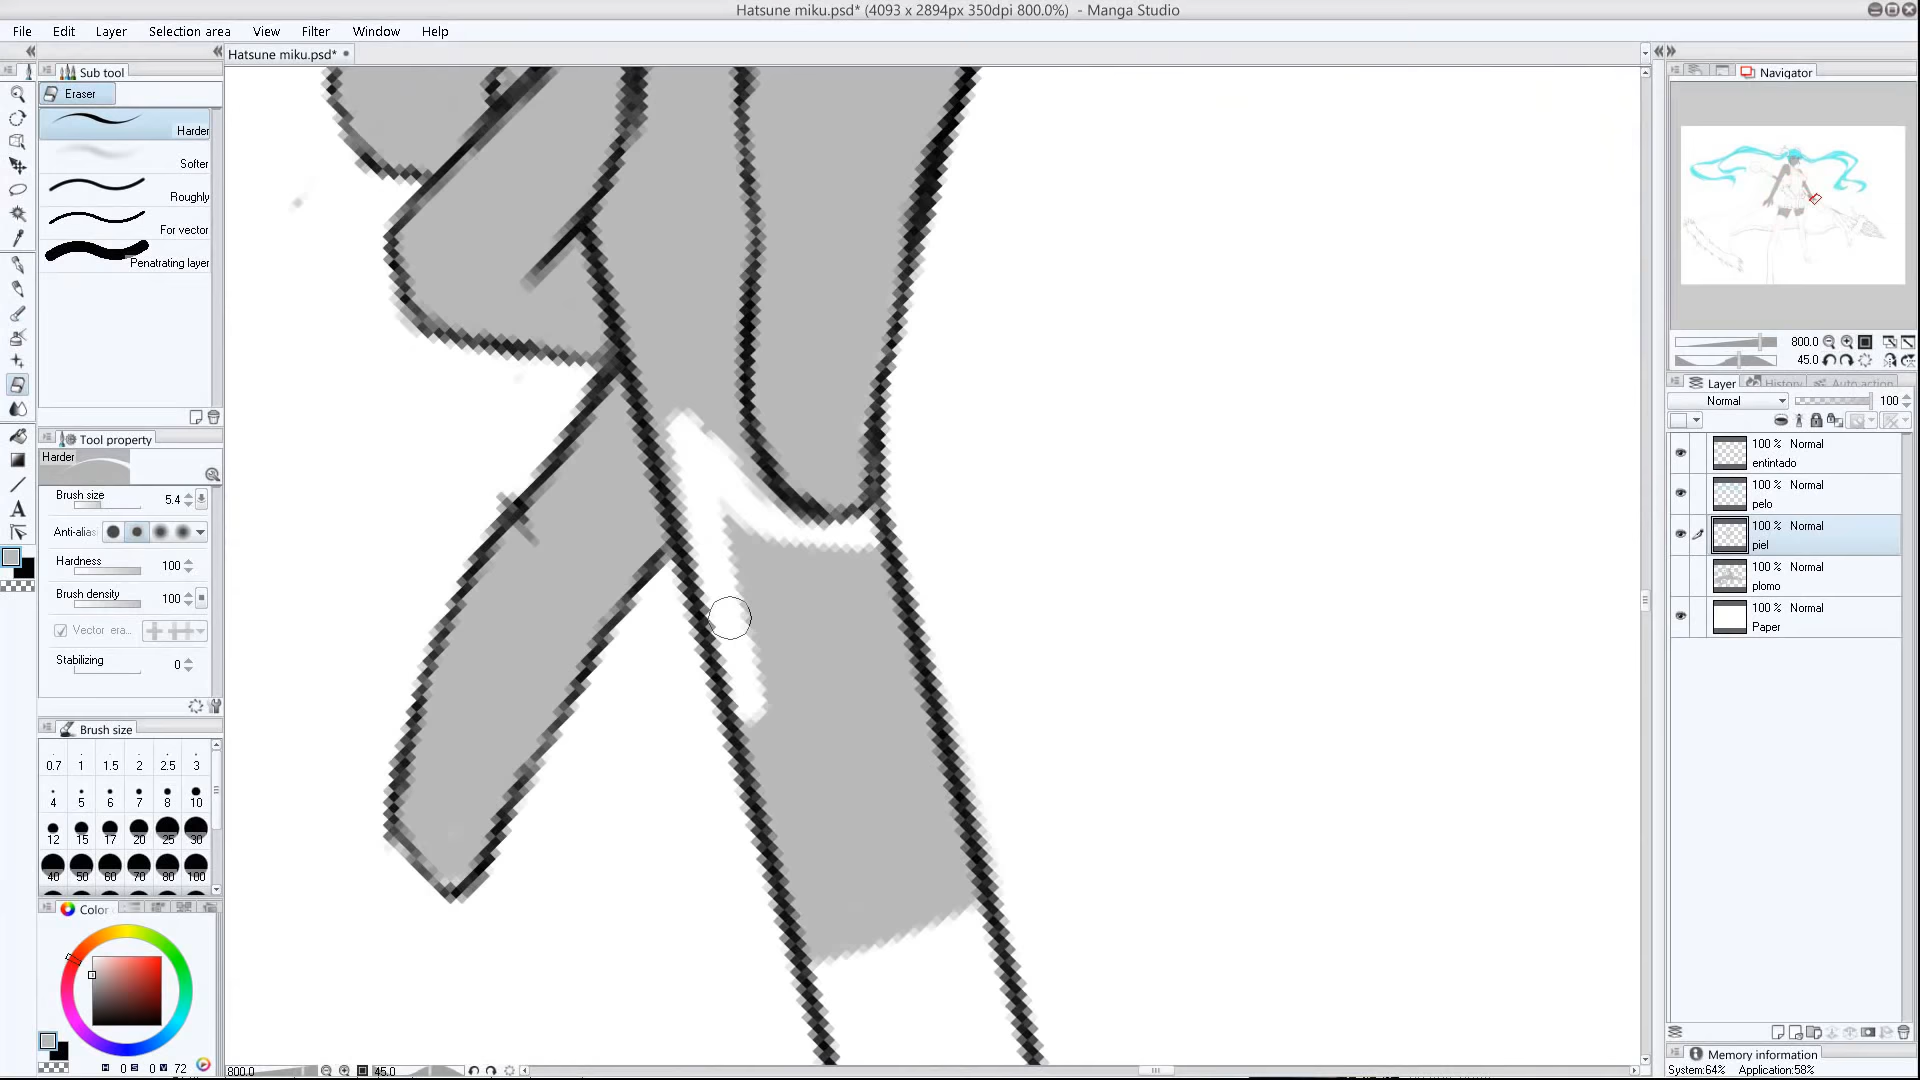 Hatsune miku.psd* (4093 x 2894px 350dpi 800.0%) - Manga Studio
File Edit Layer Selection area View Filter Window Help
Hatsune miku.psd*
Sub tool
Eraser
Harder
Softer
Roughly
For vector
Penatrating layer
Tool property
Harder
Brush size 5.4
Anti-alias
Hardness 100
Brush density 100
Vector era...
Stabilizing 0
Brush size
0.7 1 1.5 2 2.5 3
4 5 6 7 8 10
12 15 17 20 25 30
40 50 60 70 80 100
Color
H 0 S 0 V 72
800.0 45.0
Navigator
800.0
45.0
Layer History Auto action
Normal 100
100 % Normal
entintado
100 % Normal
pelo
100 % Normal
piel
100 % Normal
plomo
100 % Normal
Paper
Memory information
System:64% Application:58%